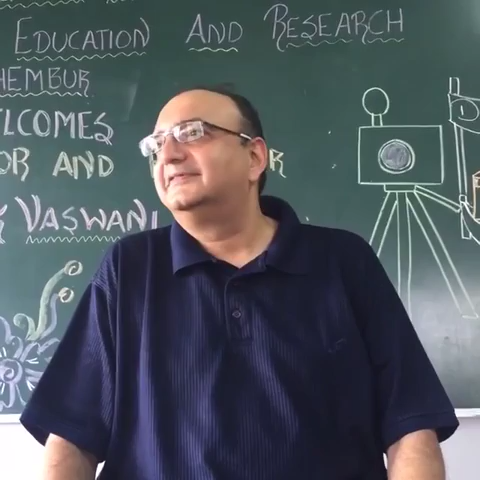 EDUCATION AND RESEARCH
HEMBUR
LCOMES
OR AND R
VASWANI
D